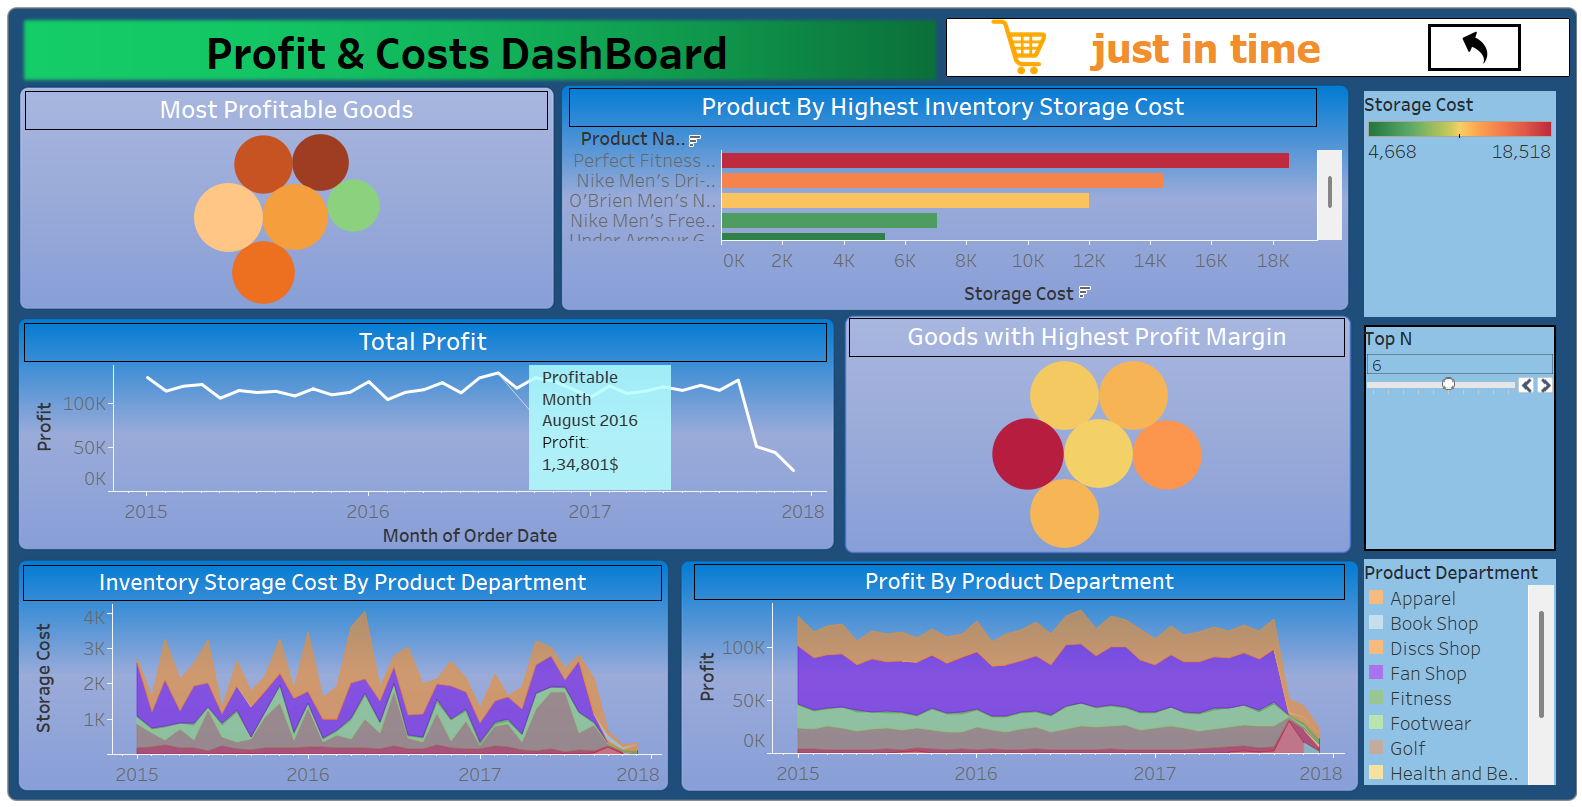 Profit & Costs DashBoard
just in time
Most Profitable Goods
Product By Highest Inventory Storage Cost
Product Na..
Perfect Fitness ..
Nike Men's Dri-..
O'Brien Men's N..
Nike Men's Free..
Under Armour G..
0K 2K 4K 6K 8K 10K 12K 14K 16K 18K
Storage Cost
Storage Cost
4,668 18,518
Total Profit
Profit
100K
50K
0K
Profitable
Month
August 2016
Profit:
1,34,801$
2015 2016 2017 2018
Month of Order Date
Goods with Highest Profit Margin
Top N
6
Inventory Storage Cost By Product Department
Storage Cost
4K
3K
2K
1K
2015 2016 2017 2018
Profit By Product Department
Profit
100K
50K
0K
2015 2016 2017 2018
Product Department
Apparel
Book Shop
Discs Shop
Fan Shop
Fitness
Footwear
Golf
Health and Be..